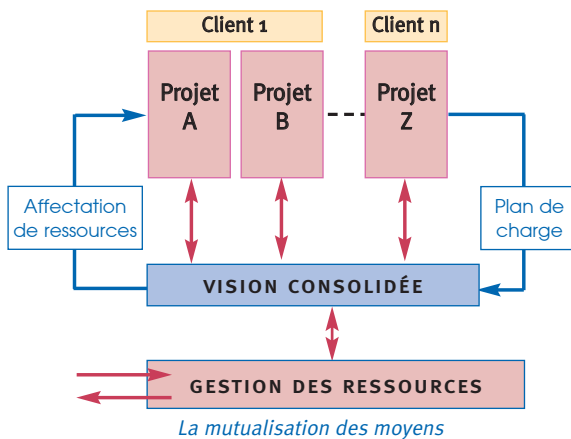 Client 1
Client n
Projet
A
Projet
B
Projet
Z
Affectation
de ressources
Plan de
charge
VISION CONSOLIDÉE
GESTION DES RESSOURCES
La mutualisation des moyens